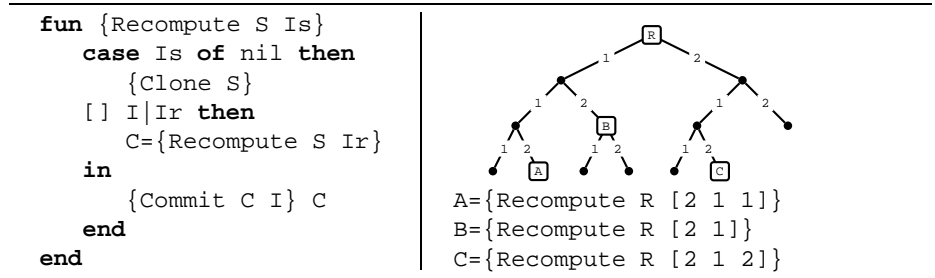 fun {Recompute S Is}
case Is of nil then
{Clone S}
[] I|Ir then
C={Recompute S Ir}
in
{Commit C I} C
end
end
R
1 2
1 2 1 2
B
1 2 1 2 1 2
A C
A={Recompute R [2 1 1]}
B={Recompute R [2 1]}
C={Recompute R [2 1 2]}